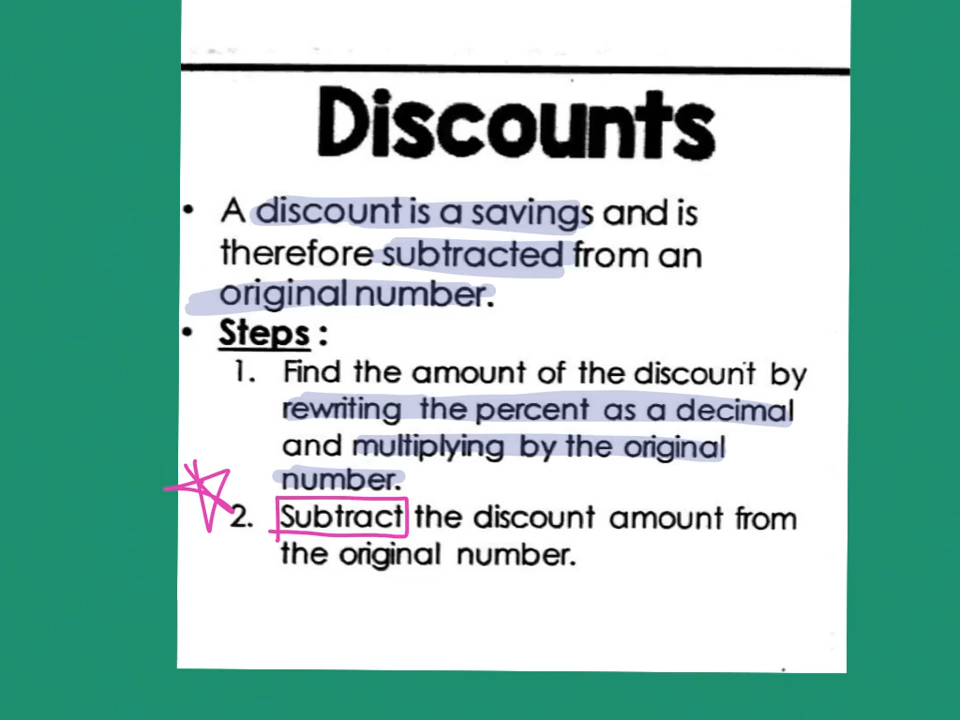 Discounts
• A discount is a savings and is
therefore subtracted from an
original number.
• Steps:
1. Find the amount of the discount by
rewriting the percent as a decimal
and multiplying by the original
number.
2. Subtract the discount amount from
the original number.